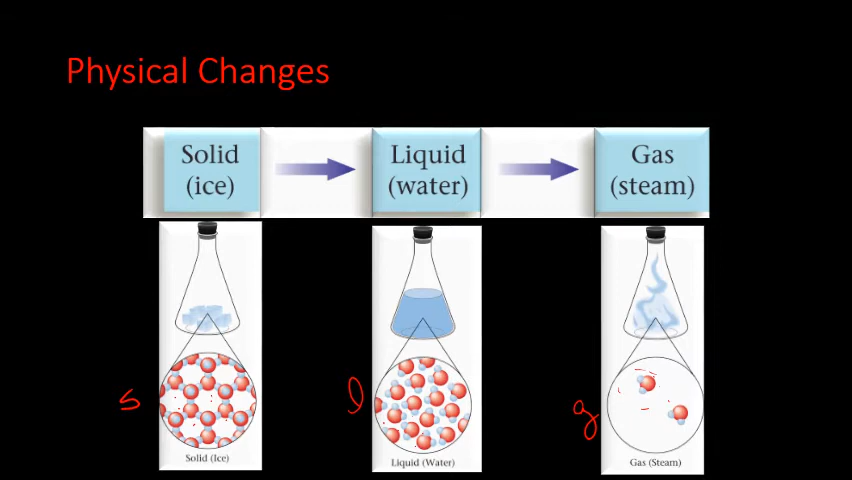 Physical Changes
Solid
(ice)
Liquid
(water)
Gas
(steam)
s
l
g
Solid (Ice)
Liquid (Water)
Gas (Steam)